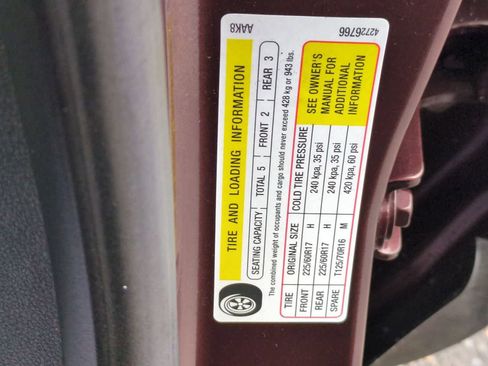 AAK8
42726766
TIRE AND LOADING INFORMATION
SEATING CAPACITY TOTAL 5 FRONT 2 REAR 3
The combined weight of occupants and cargo should never exceed 428 kg or 943 lbs.
TIRE ORIGINAL SIZE COLD TIRE PRESSURE
FRONT 225/60R17 H 240 kpa, 35 psi
REAR 225/60R17 H 240 kpa, 35 psi
SPARE T125/70R16 M 420 kpa, 60 psi
SEE OWNER'S
MANUAL FOR
ADDITIONAL
INFORMATION